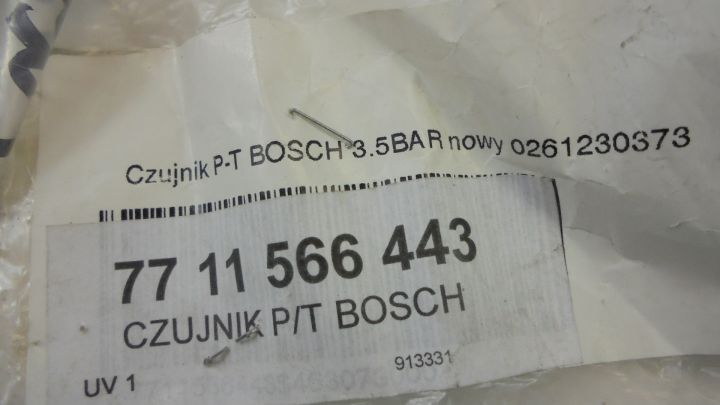 Czujnik P-T BOSCH 3.5BAR nowy 0261230373
77 11 566 443
CZUJNIK P/T BOSCH
913331
UV 1